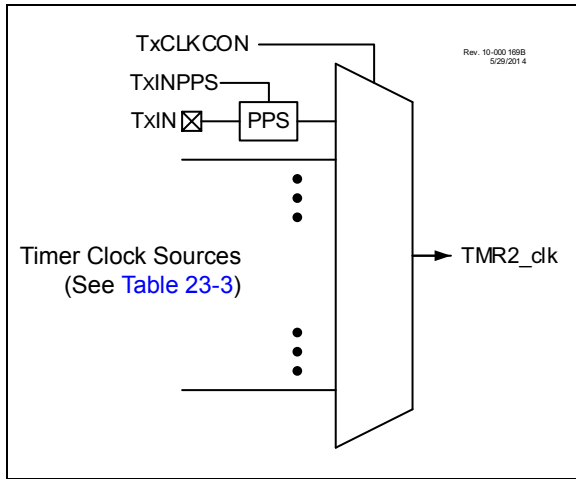 TxCLKCON
Rev. 10-000 169B
5/29/2014
TxINPPS
TxIN
PPS
Timer Clock Sources
(See Table 23-3)
TMR2_clk